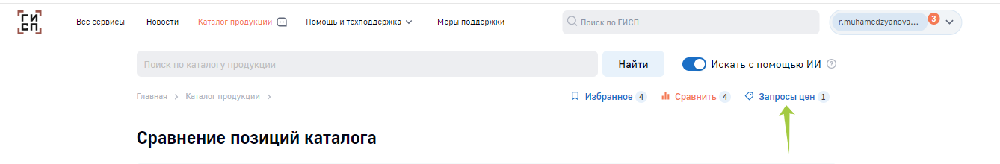 ГИ
СП
Все сервисы Новости Каталог продукции Помощь и техподдержка Меры поддержки Поиск по ГИСП r.muhamedzyanova... 3
Поиск по каталогу продукции Найти Искать с помощью ИИ ?
Главная > Каталог продукции > Избранное 4 Сравнить 4 Запросы цен 1
Сравнение позиций каталога